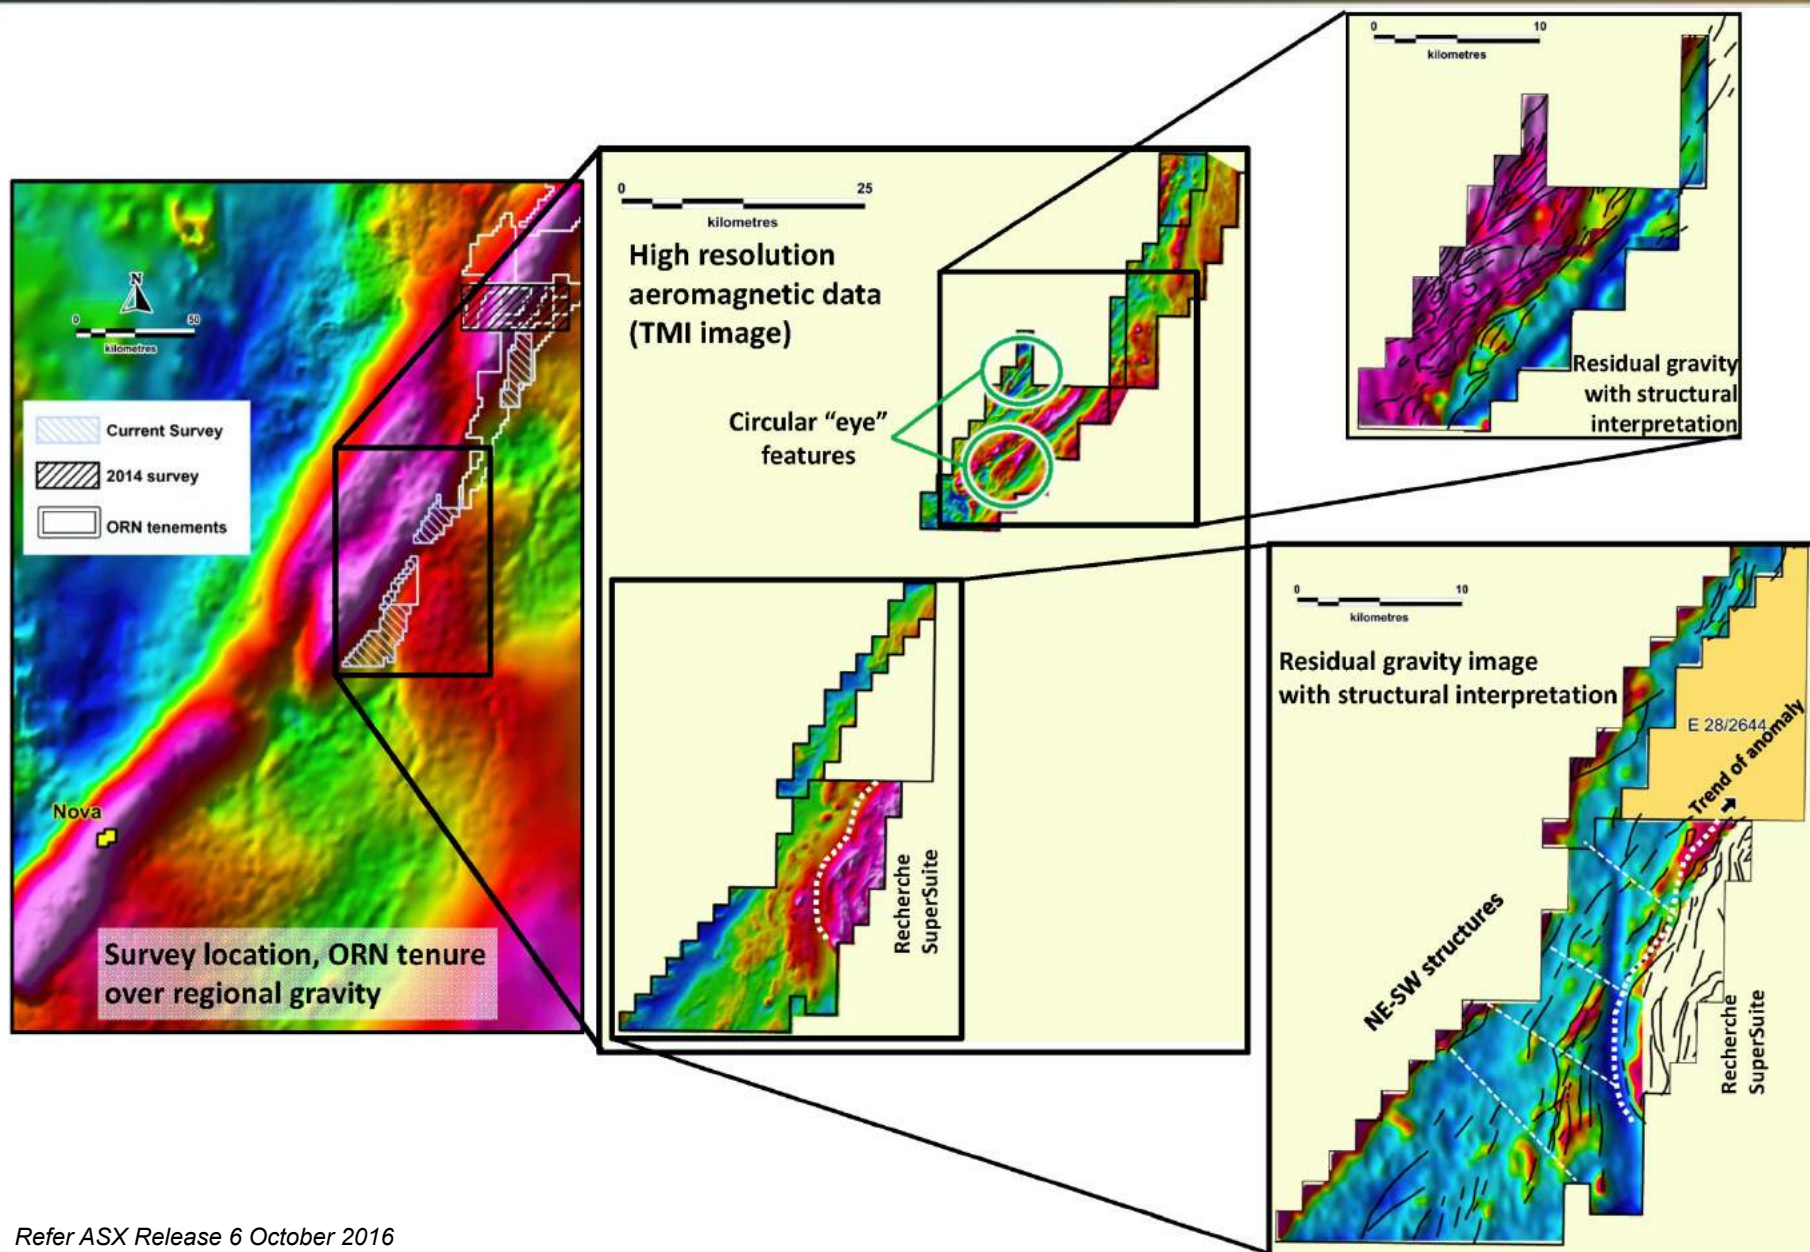 N
0 50
kilometres
Current Survey
2014 survey
ORN tenements
Nova
Survey location, ORN tenure
over regional gravity
0 25
kilometres
High resolution
aeromagnetic data
(TMI image)
Circular “eye”
features
Recherche
SuperSuite
0 10
kilometres
Residual gravity
with structural
interpretation
0 10
kilometres
Residual gravity image
with structural interpretation
E 28/2644
Trend of anomaly
NE-SW structures
Recherche
SuperSuite
Refer ASX Release 6 October 2016